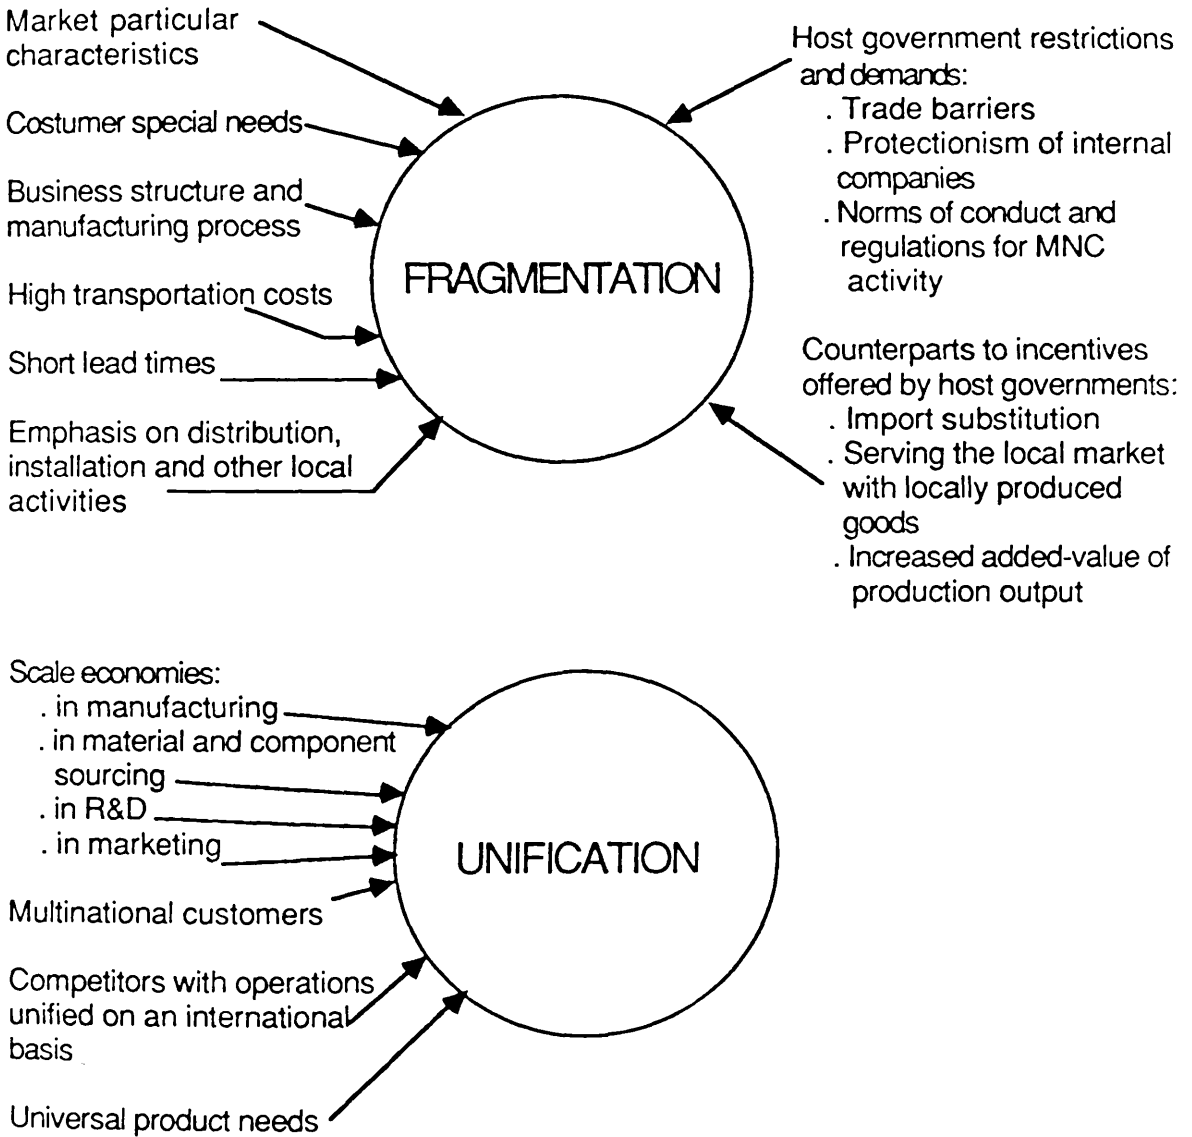 Market particular
characteristics
Costumer special needs
Business structure and
manufacturing process
High transportation costs
Short lead times
Emphasis on distribution,
installation and other local
activities
FRAGMENTATION
Host government restrictions
and demands:
. Trade barriers
. Protectionism of internal
companies
. Norms of conduct and
regulations for MNC
activity
Counterparts to incentives
offered by host governments:
. Import substitution
. Serving the local market
with locally produced
goods
. Increased added-value of
production output
Scale economies:
. in manufacturing
. in material and component
sourcing
. in R&D
. in marketing
Multinational customers
Competitors with operations
unified on an international
basis
Universal product needs
UNIFICATION